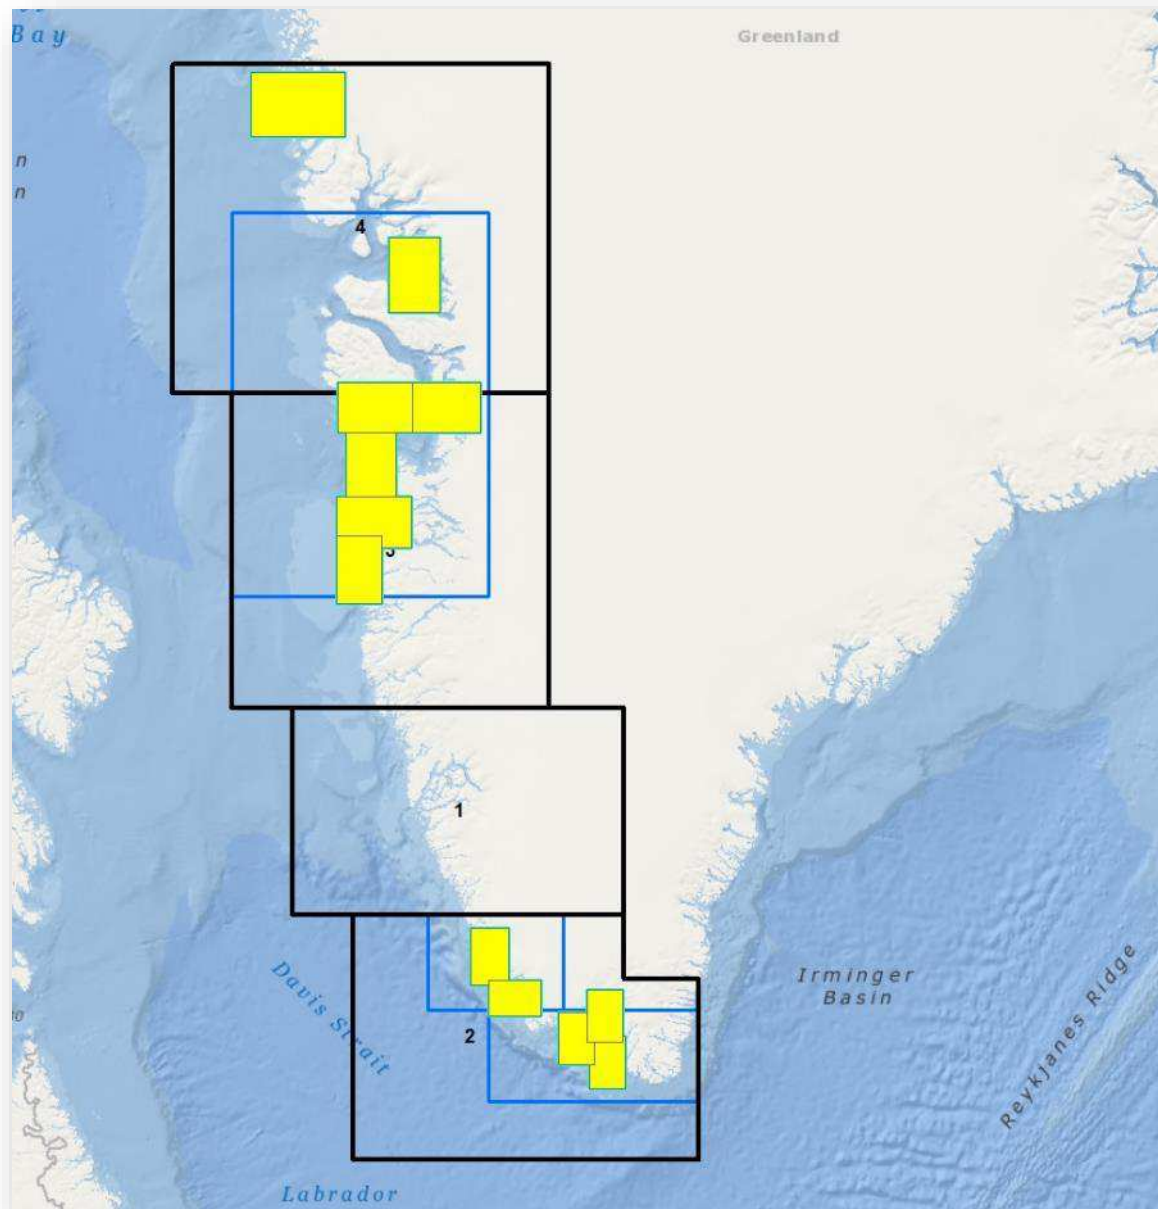 Bay
Greenland
n
n
4
3
1
Davis Strait
2
Irminger
Basin
Reykjanes Ridge
Labrador